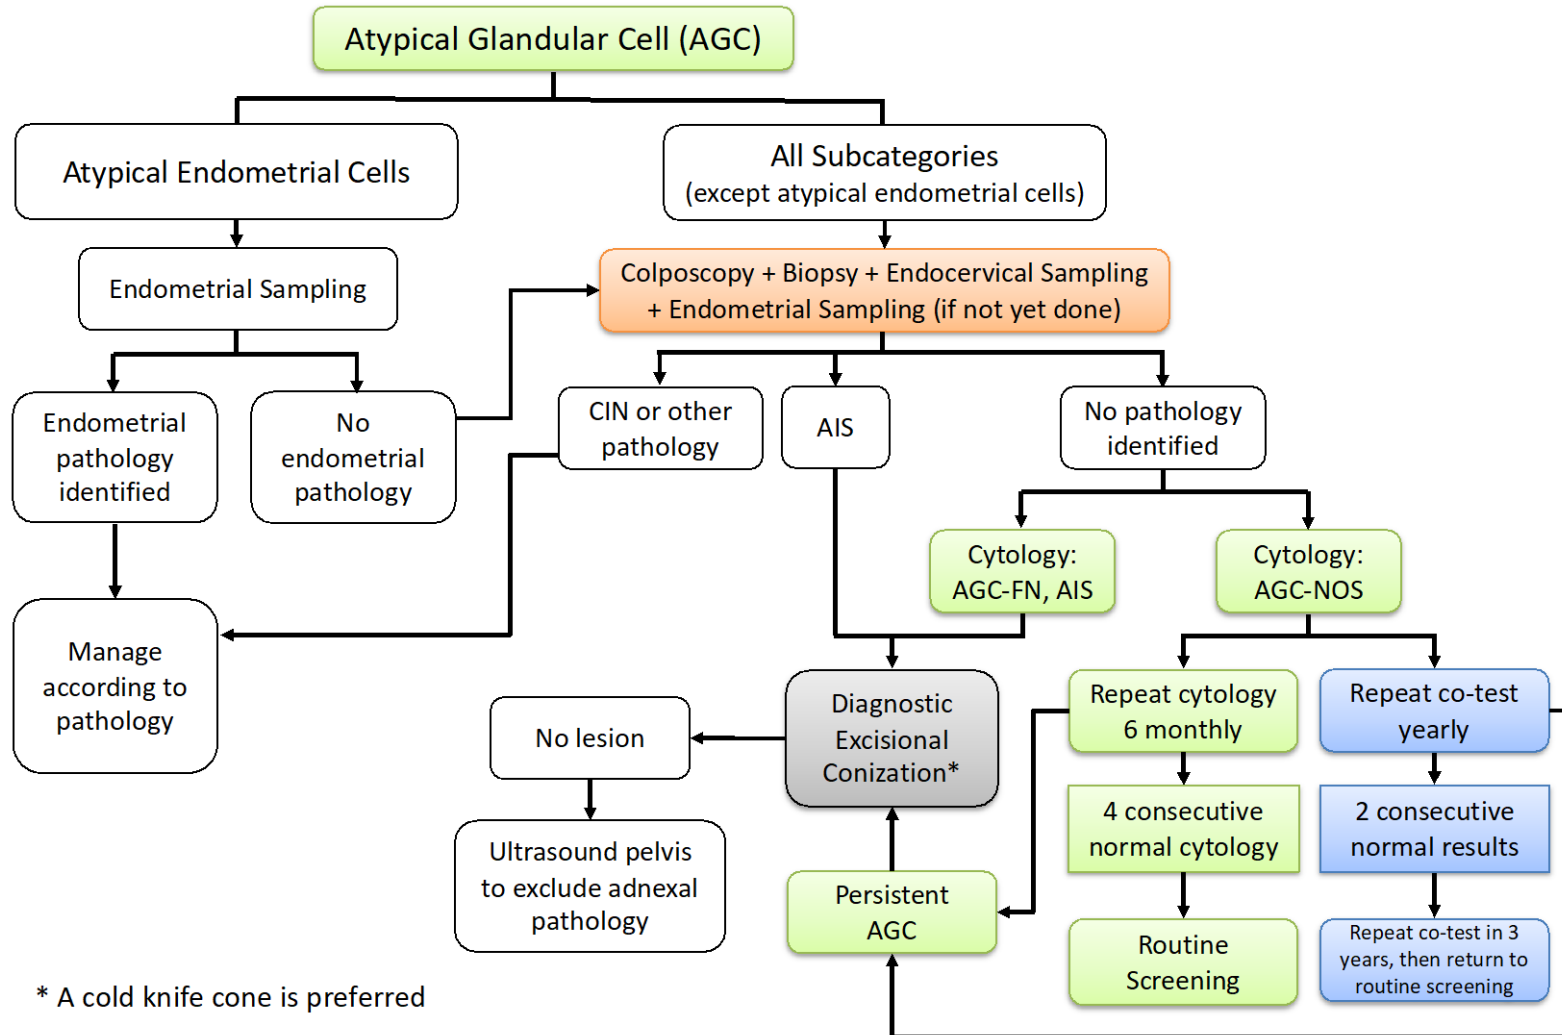 Atypical Glandular Cell (AGC)
Atypical Endometrial Cells
All Subcategories
(except atypical endometrial cells)
Endometrial Sampling
Colposcopy + Biopsy + Endocervical Sampling
+ Endometrial Sampling (if not yet done)
Endometrial
pathology
identified
No
endometrial
pathology
CIN or other
pathology
AIS
No pathology
identified
Cytology:
AGC-FN, AIS
Cytology:
AGC-NOS
Manage
according to
pathology
No lesion
Diagnostic
Excisional
Conization*
Repeat cytology
6 monthly
Repeat co-test
yearly
4 consecutive
normal cytology
2 consecutive
normal results
Ultrasound pelvis
to exclude adnexal
pathology
Persistent
AGC
Routine
Screening
Repeat co-test in 3
years, then return to
routine screening
* A cold knife cone is preferred